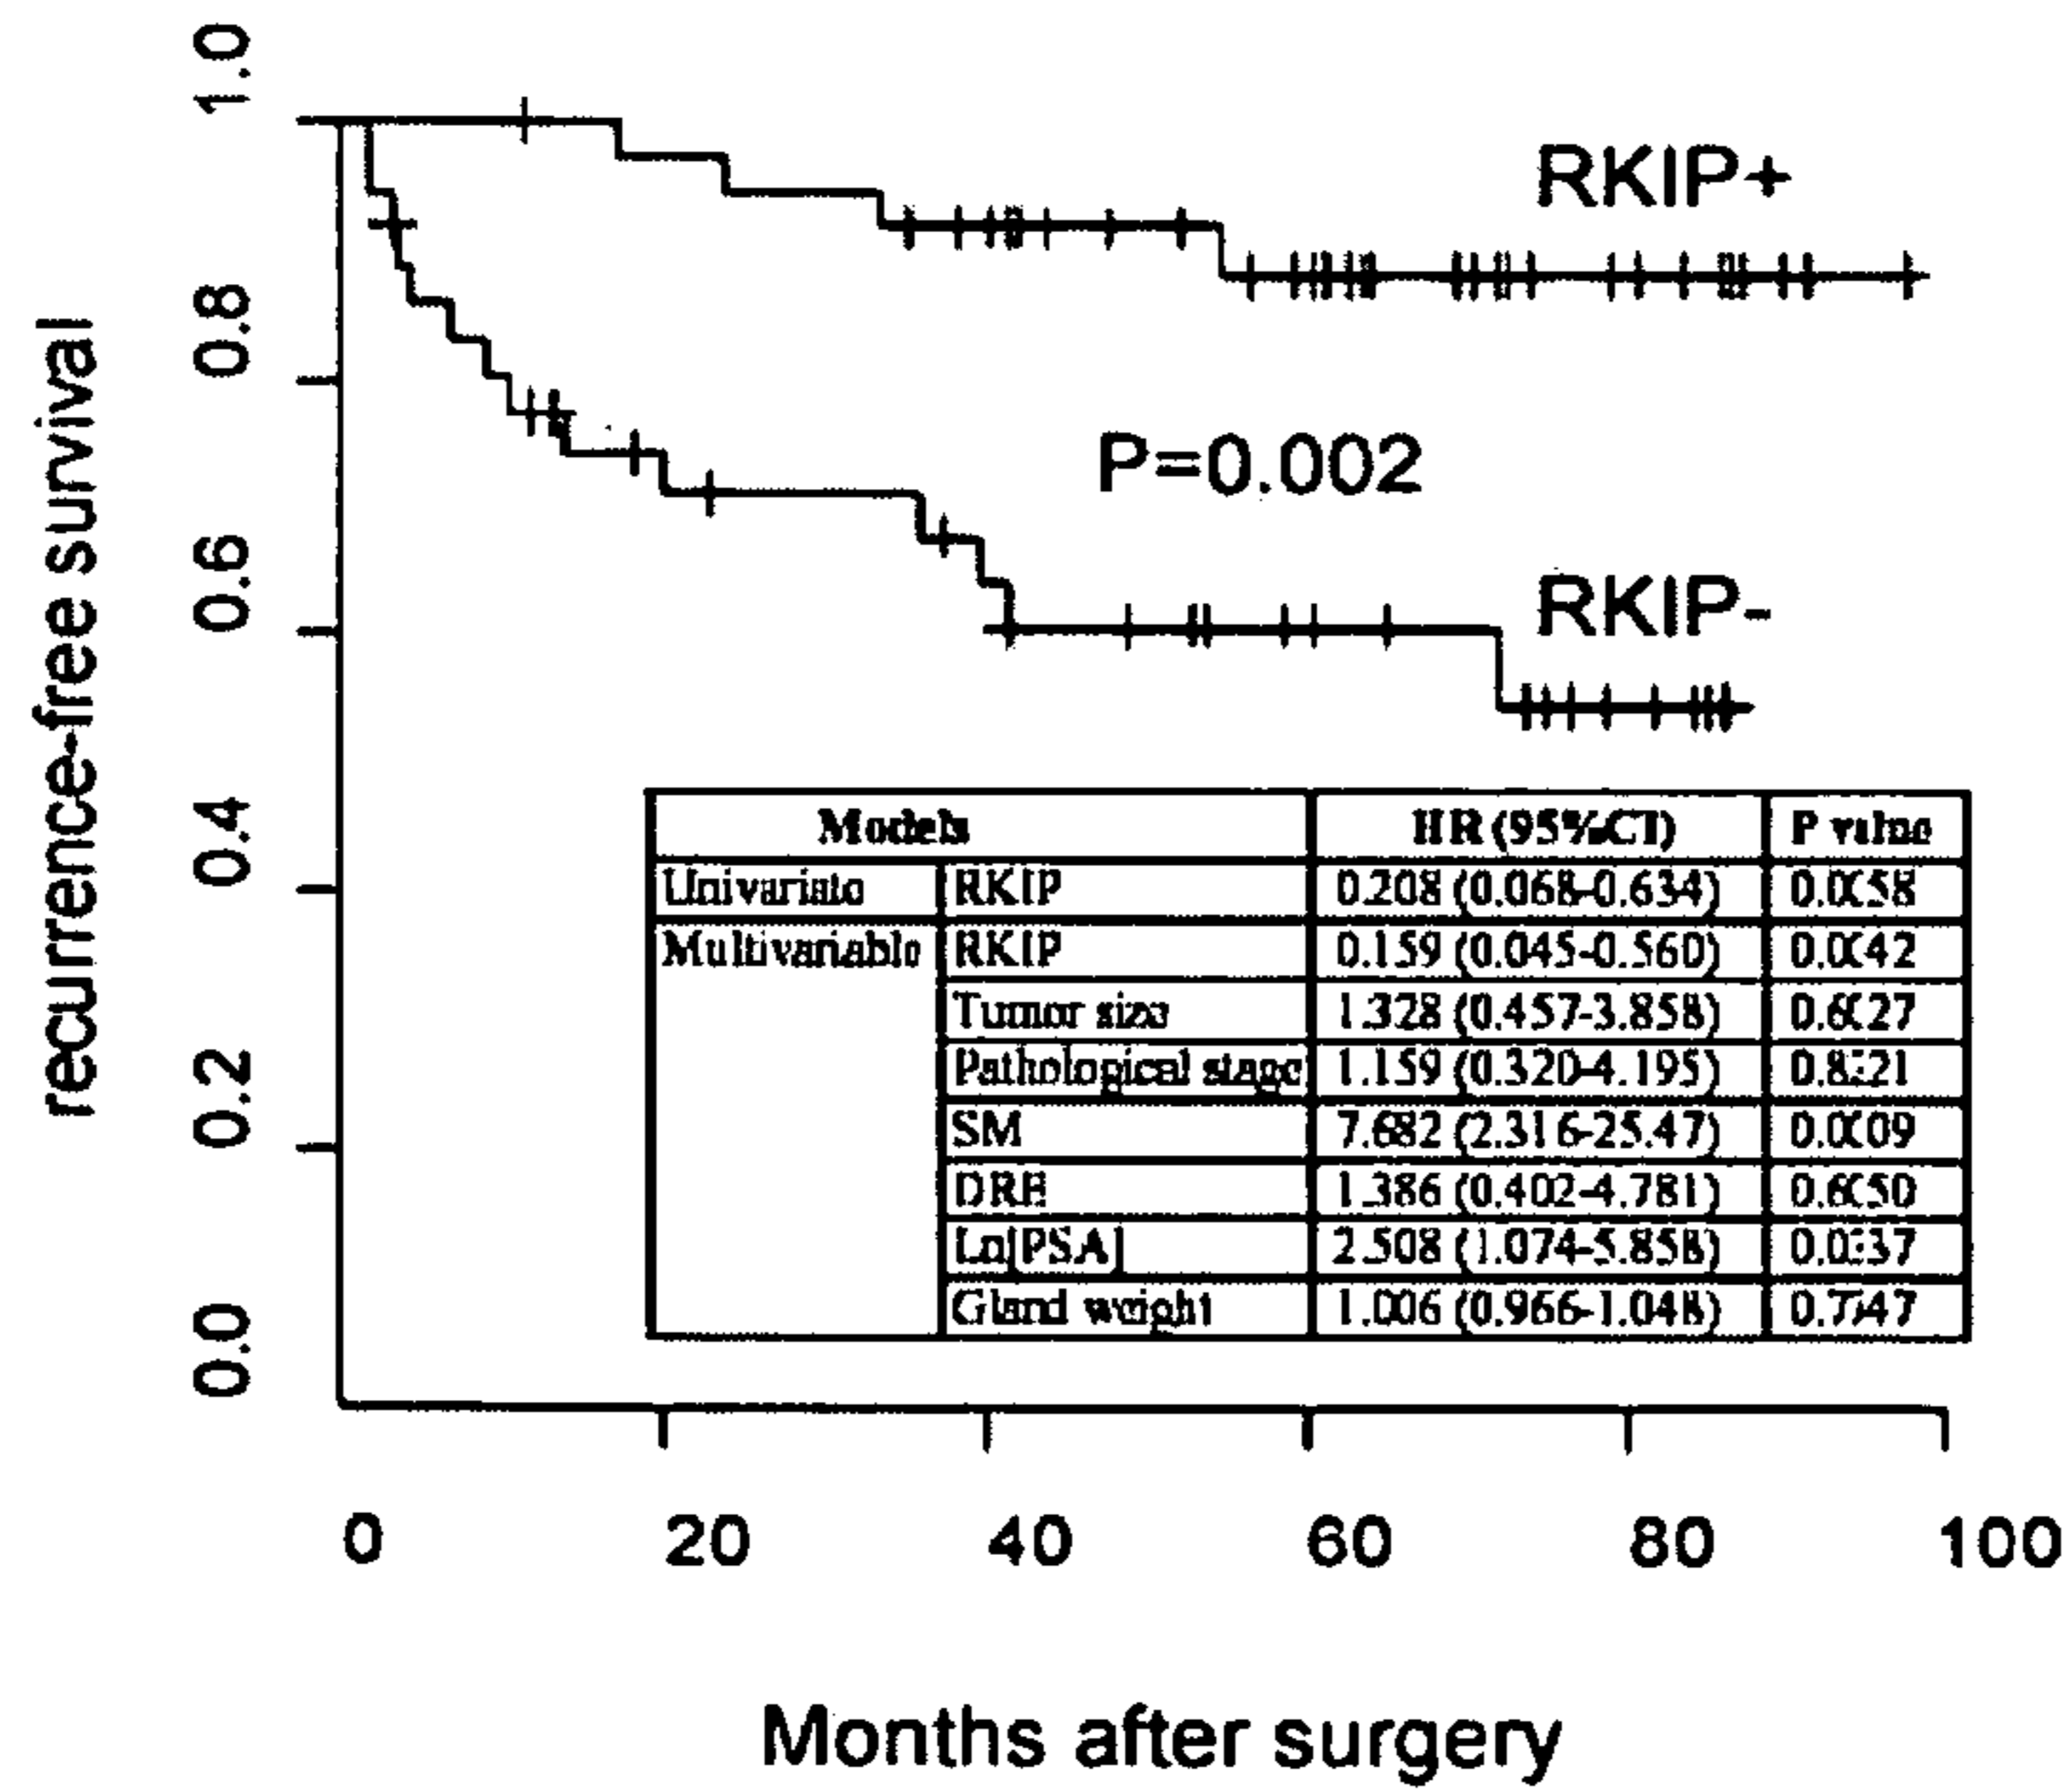 recurrence-free survival
1.0
0.8
0.6
0.4
0.2
0.0
RKIP+
P=0.002
RKIP-
Models HR (95%CI) P value
Univariate RKIP 0.208 (0.068-0.634)
Multivariable RKIP 0.159 (0.045-0.560)
Tumor size 1.328 (0.457-3.858)
Pathological stage 1.159 (0.320-4.195)
SM 7.682 (2.316-25.47)
DRE 1.386 (0.402-4.781)
Ln[PSA] 2.508 (1.074-5.858)
Gland weight 1.006 (0.966-1.048)
0 20 40 60 80 100
Months after surgery